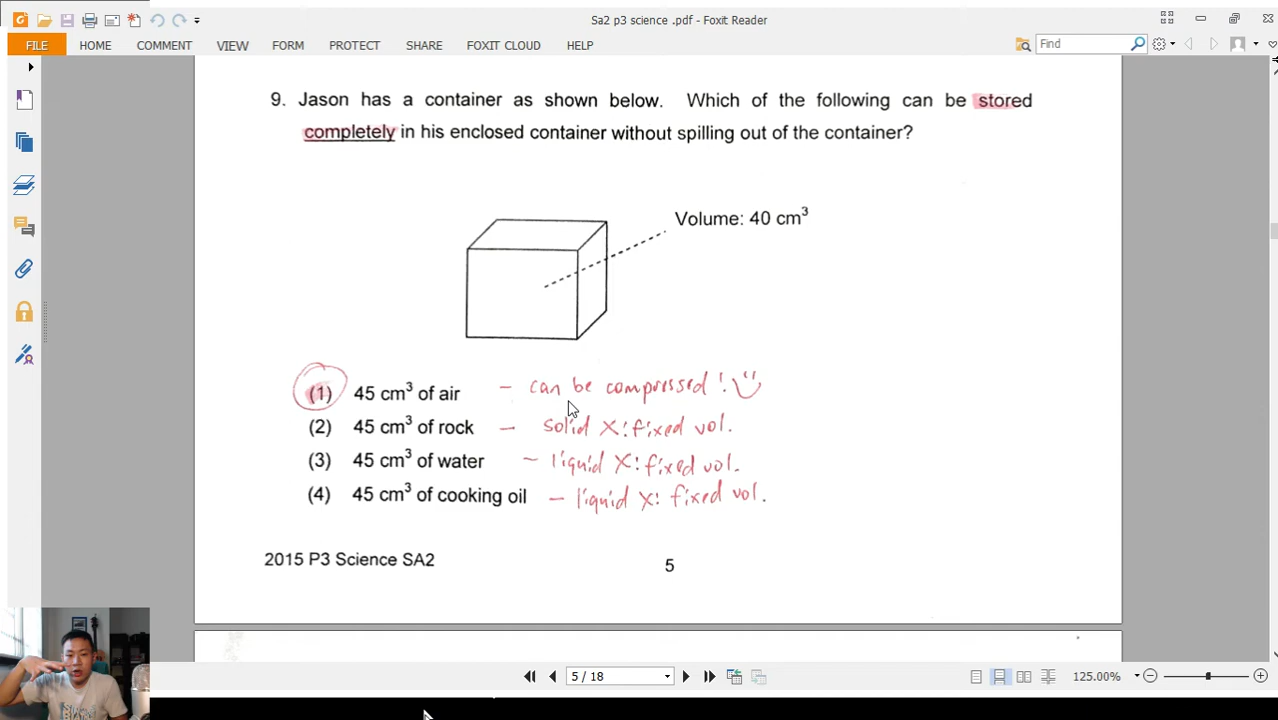 Sa2 p3 science .pdf - Foxit Reader
FILE HOME COMMENT VIEW FORM PROTECT SHARE FOXIT CLOUD HELP Find
9. Jason has a container as shown below. Which of the following can be stored
completely in his enclosed container without spilling out of the container?
Volume: 40 cm³
(1) 45 cm³ of air - can be compressed!
(2) 45 cm³ of rock - solid X: fixed vol.
(3) 45 cm³ of water - liquid X: fixed vol.
(4) 45 cm³ of cooking oil - liquid X: fixed vol.
2015 P3 Science SA2 5
5 / 18 125.00%